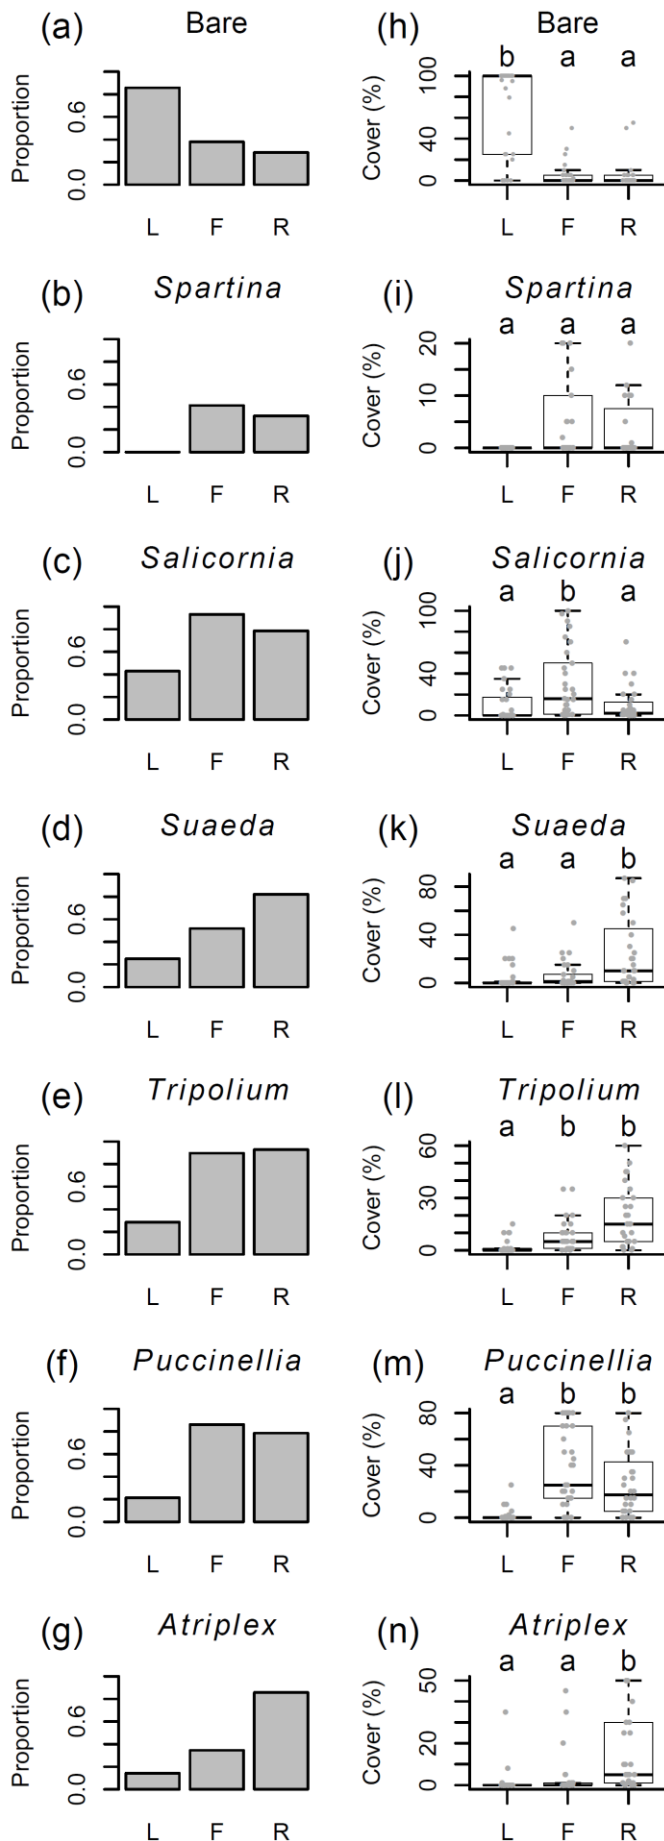 (a) Bare
Proportion
0.6
0.0
L F R
(h) Bare
b a a
Cover (%)
100
40
0
L F R
(b) Spartina
Proportion
0.6
0.0
L F R
(i) Spartina
a a a
Cover (%)
20
10
0
L F R
(c) Salicornia
Proportion
0.6
0.0
L F R
(j) Salicornia
a b a
Cover (%)
100
40
0
L F R
(d) Suaeda
Proportion
0.6
0.0
L F R
(k) Suaeda
a a b
Cover (%)
80
40
0
L F R
(e) Tripolium
Proportion
0.6
0.0
L F R
(l) Tripolium
a b b
Cover (%)
60
30
0
L F R
(f) Puccinellia
Proportion
0.6
0.0
L F R
(m) Puccinellia
a b b
Cover (%)
80
40
0
L F R
(g) Atriplex
Proportion
0.6
0.0
L F R
(n) Atriplex
a a b
Cover (%)
50
20
0
L F R